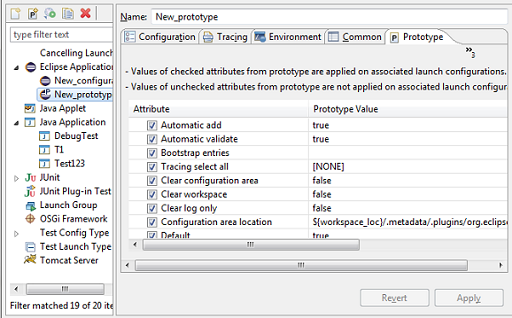 Name: New_prototype
type filter text
Configuration Tracing Environment Common Prototype
»3
- Values of checked attributes from prototype are applied on associated launch configurations.
- Values of unchecked attributes from prototype are not applied on associated launch configur
Cancelling Launch
Eclipse Application
New_configura
New_prototype
Java Applet
Java Application
DebugTest
T1
Test123
JUnit
JUnit Plug-in Test
Launch Group
OSGi Framework
Test Config Type
Test Launch Type
Tomcat Server
Filter matched 19 of 20 ite
Attribute Prototype Value
Automatic add true
Automatic validate true
Bootstrap entries
Tracing select all [NONE]
Clear configuration area false
Clear workspace false
Clear log only false
Configuration area location ${workspace_loc}/.metadata/.plugins/org.eclipse
Default true
Revert Apply